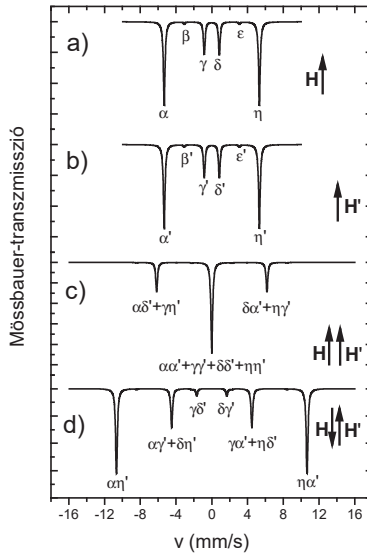 a)
β
ε
γ δ
α
η
H
b)
β'
ε'
γ' δ'
α'
η'
H'
c)
αδ'+γη'
δα'+ηγ'
αα'+γγ'+δδ'+ηη'
H H'
d)
γδ' δγ'
αγ'+δη'
γα'+ηδ'
αη'
ηα'
H H'
Mössbauer-transzmisszió
-16 -12 -8 -4 0 4 8 12 16
v (mm/s)